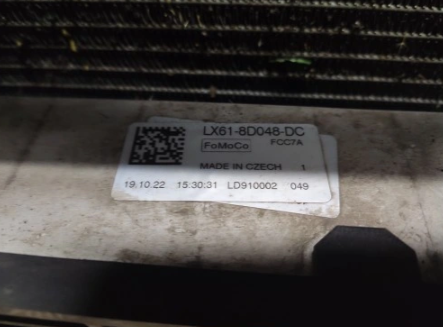 LX61-8D048-DC
FoMoCo FCC7A
MADE IN CZECH 1
19.10.22 15:30:31 LD910002 049